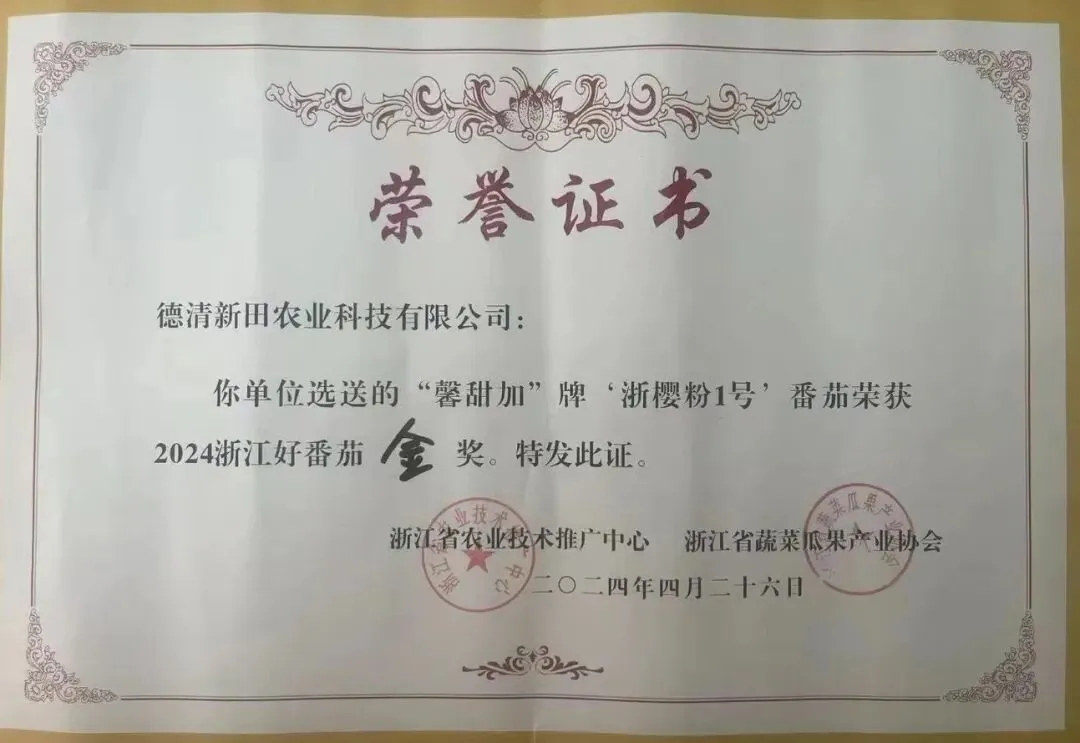 荣誉证书
德清新田农业科技有限公司：
你单位选送的“馨甜加”牌‘浙樱粉1号’番茄荣获
2024浙江好番茄 金 奖。特发此证。
浙江省农业技术推广中心 浙江省蔬菜瓜果产业协会
二〇二四年四月二十六日